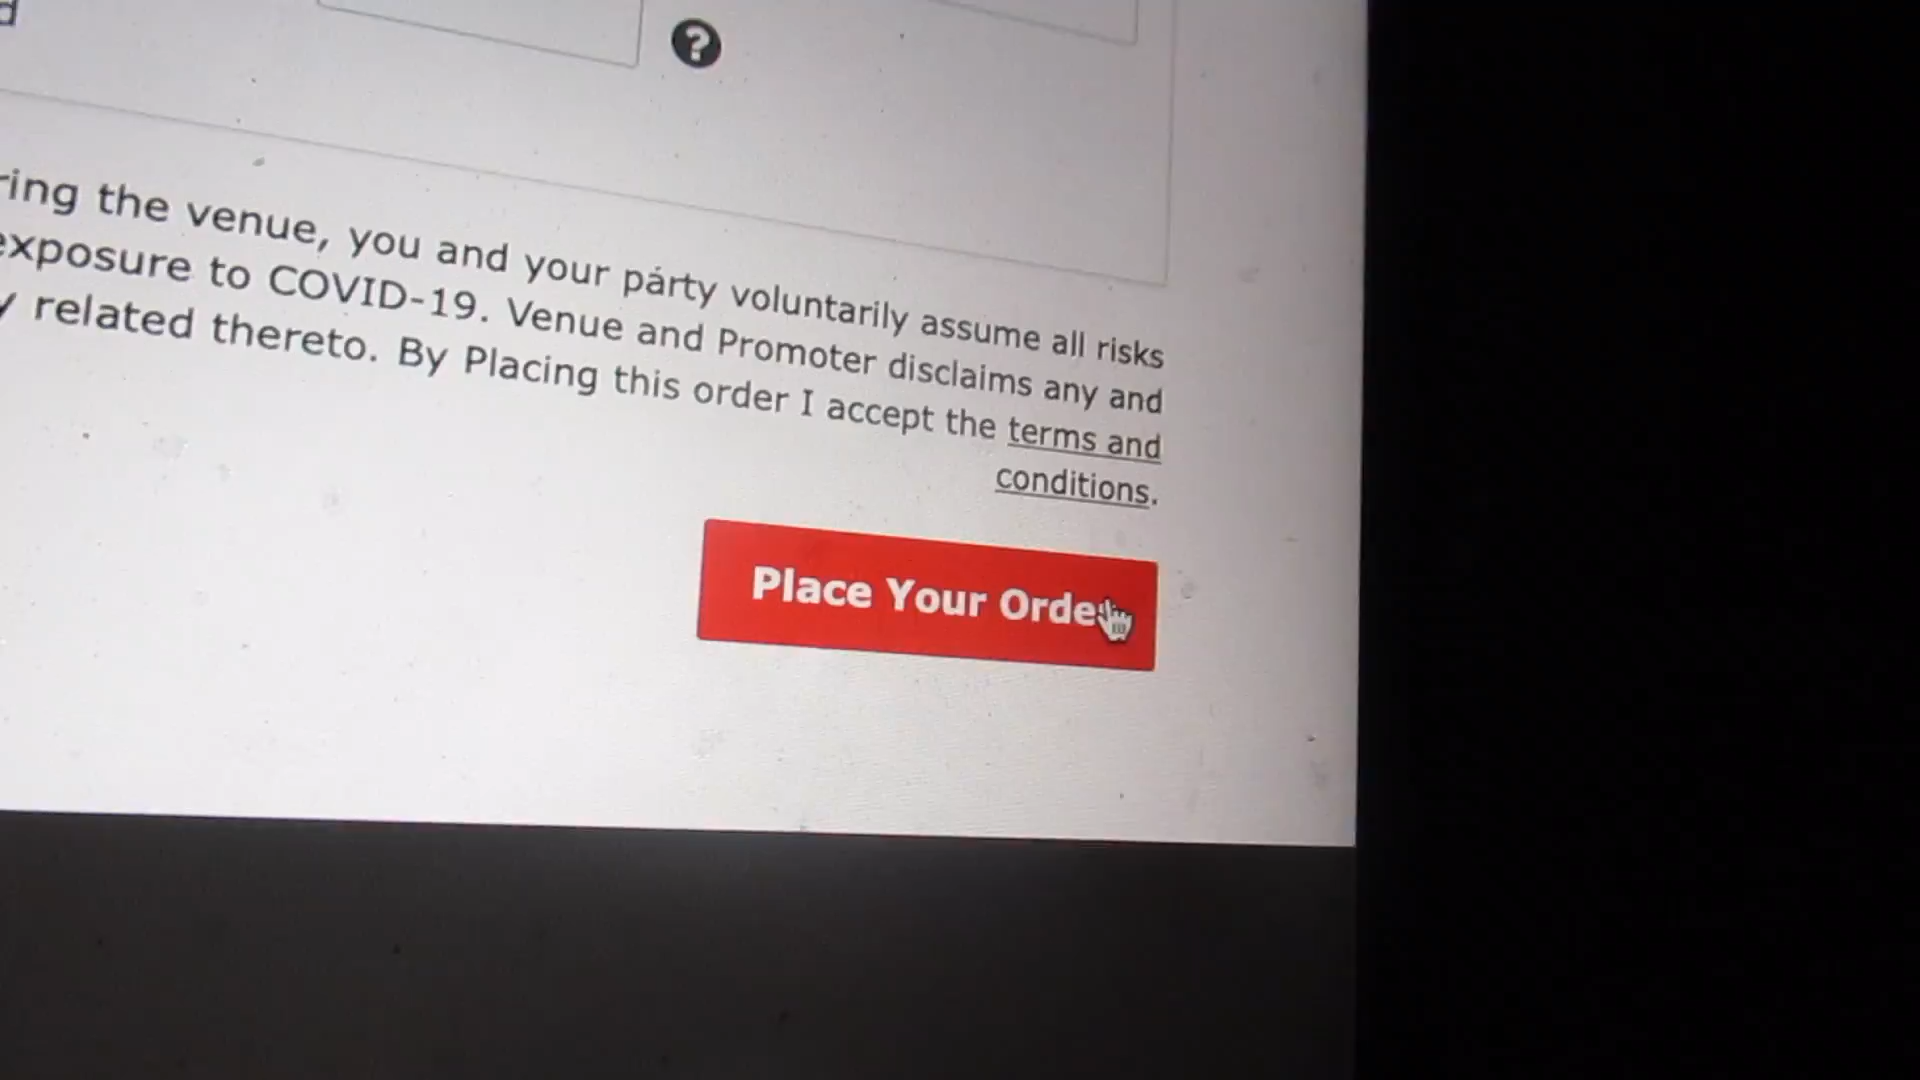 ?
ring the venue, you and your party voluntarily assume all risks
exposure to COVID-19. Venue and Promoter disclaims any and
y related thereto. By Placing this order I accept the terms and
conditions.
Place Your Orde